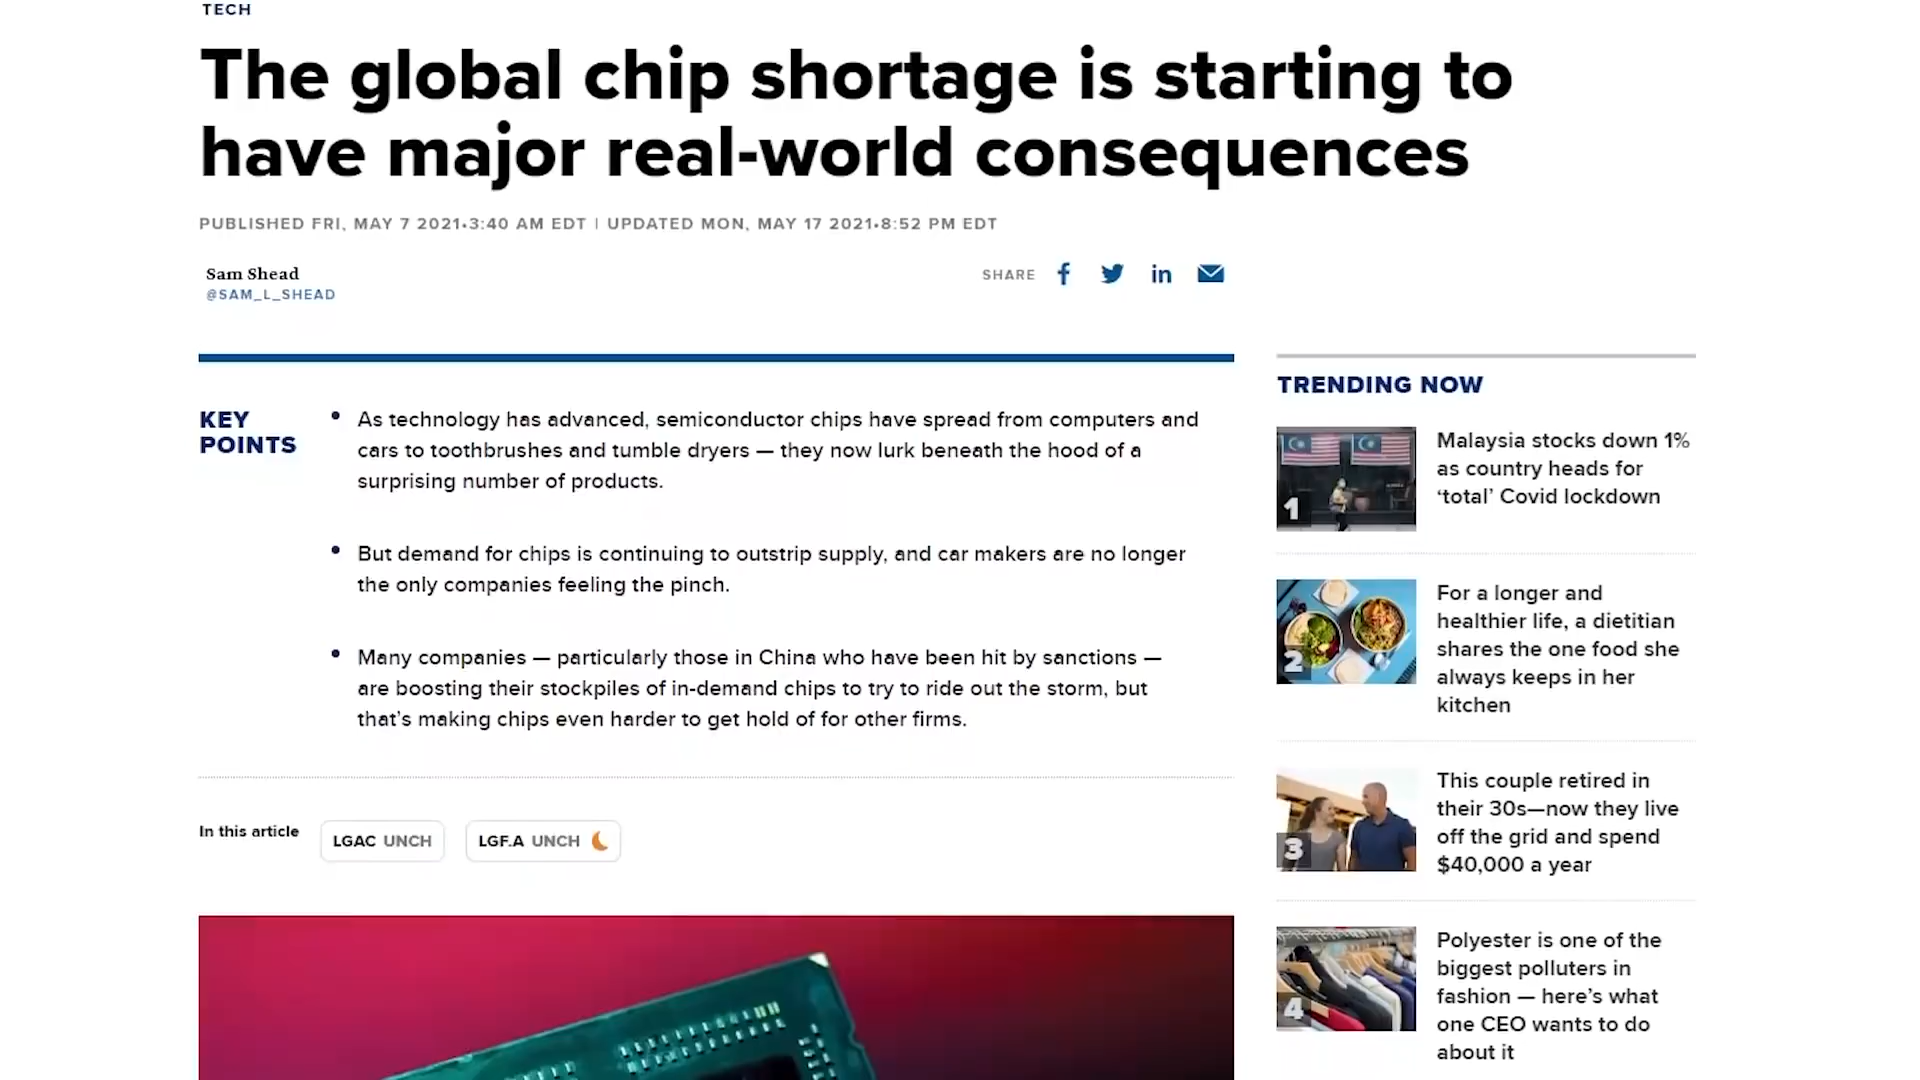 TECH
The global chip shortage is starting to
have major real-world consequences
PUBLISHED FRI, MAY 7 2021•3:40 AM EDT | UPDATED MON, MAY 17 2021•8:52 PM EDT
Sam Shead
@SAM_L_SHEAD
SHARE
KEY
POINTS
• As technology has advanced, semiconductor chips have spread from computers and
cars to toothbrushes and tumble dryers — they now lurk beneath the hood of a
surprising number of products.
• But demand for chips is continuing to outstrip supply, and car makers are no longer
the only companies feeling the pinch.
• Many companies — particularly those in China who have been hit by sanctions —
are boosting their stockpiles of in-demand chips to try to ride out the storm, but
that’s making chips even harder to get hold of for other firms.
In this article
LGAC UNCH
LGF.A UNCH
TRENDING NOW
1
Malaysia stocks down 1%
as country heads for
‘total’ Covid lockdown
2
For a longer and
healthier life, a dietitian
shares the one food she
always keeps in her
kitchen
3
This couple retired in
their 30s—now they live
off the grid and spend
$40,000 a year
4
Polyester is one of the
biggest polluters in
fashion — here’s what
one CEO wants to do
about it